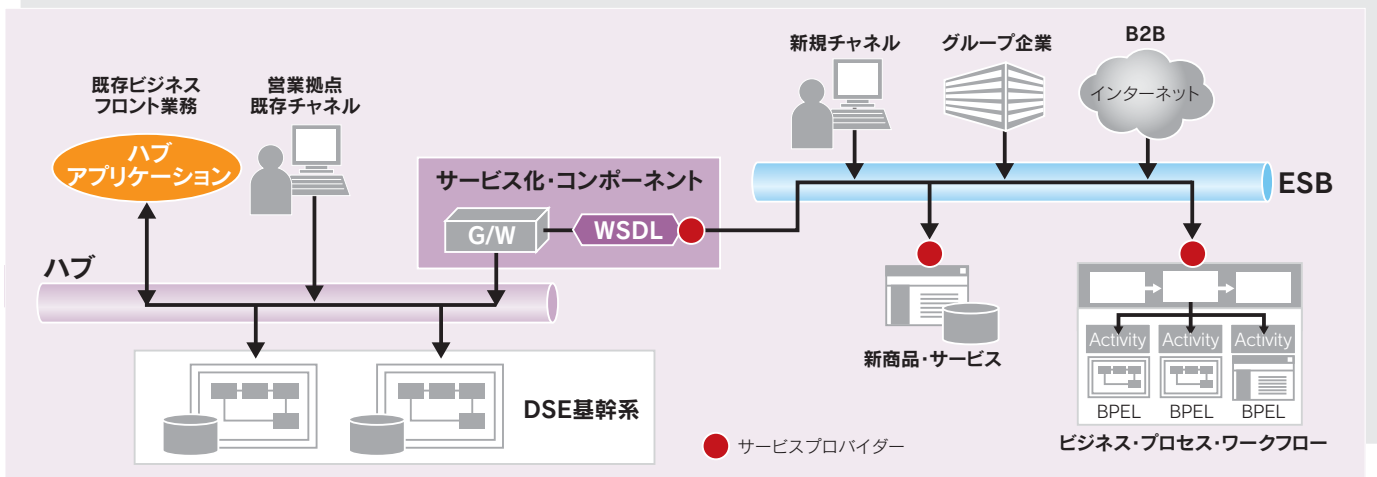 既存ビジネス
フロント業務
営業拠点
既存チャネル
ハブ
アプリケーション
サービス化・コンポーネント
G/W
WSDL
ハブ
DSE基幹系
新規チャネル
グループ企業
B2B
インターネット
ESB
新商品・サービス
Activity
Activity
Activity
BPEL
BPEL
BPEL
ビジネス・プロセス・ワークフロー
サービスプロバイダー